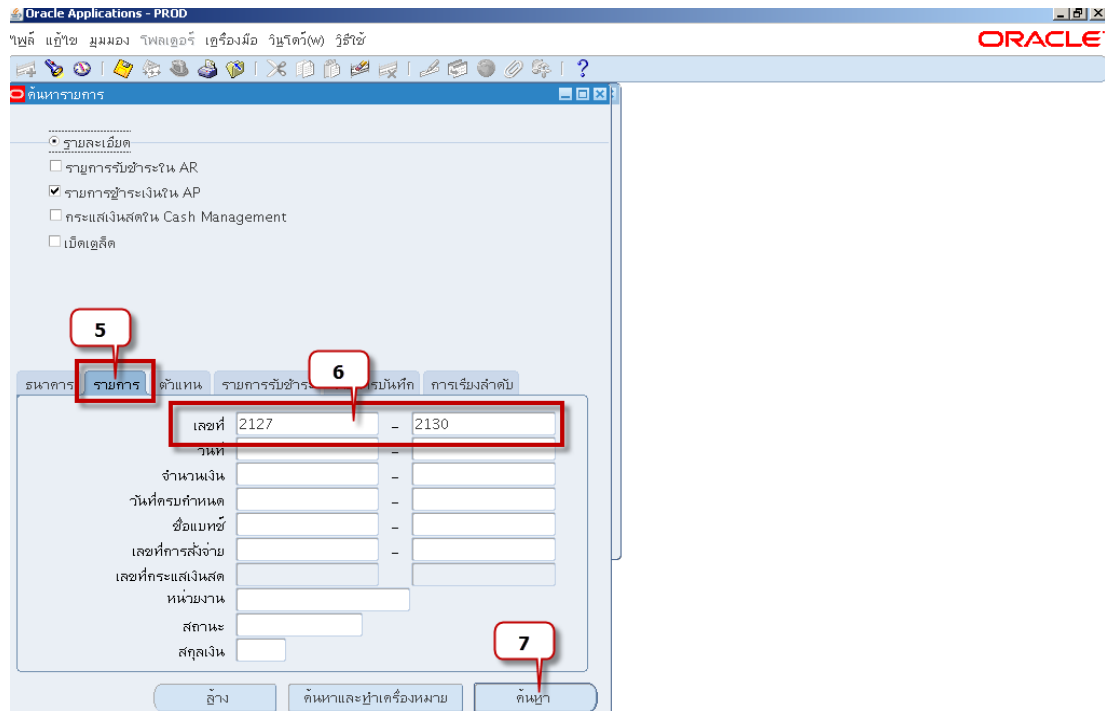 Oracle Applications - PROD
แฟ้ม แก้ไข มุมมอง โฟลเดอร์ เครื่องมือ วินโดว์(W) วิธีใช้
ORACLE
ค้นหารายการ
รายละเอียด
รายการรับชำระใน AR
รายการชำระเงินใน AP
กระแสเงินสดใน Cash Management
เบ็ดเตล็ด
5
6
ธนาคาร รายการ ตัวแทน รายการรับชำระ การเรียงลำดับ
เลขที่ 2127 – 2130
วันที่ –
จำนวนเงิน –
วันที่ครบกำหนด –
ชื่อแบทช์ –
เลขที่การสั่งจ่าย –
เลขที่กระแสเงินสด
หน่วยงาน
สถานะ
สกุลเงิน
7
ล้าง ค้นหาและทำเครื่องหมาย ค้นหา